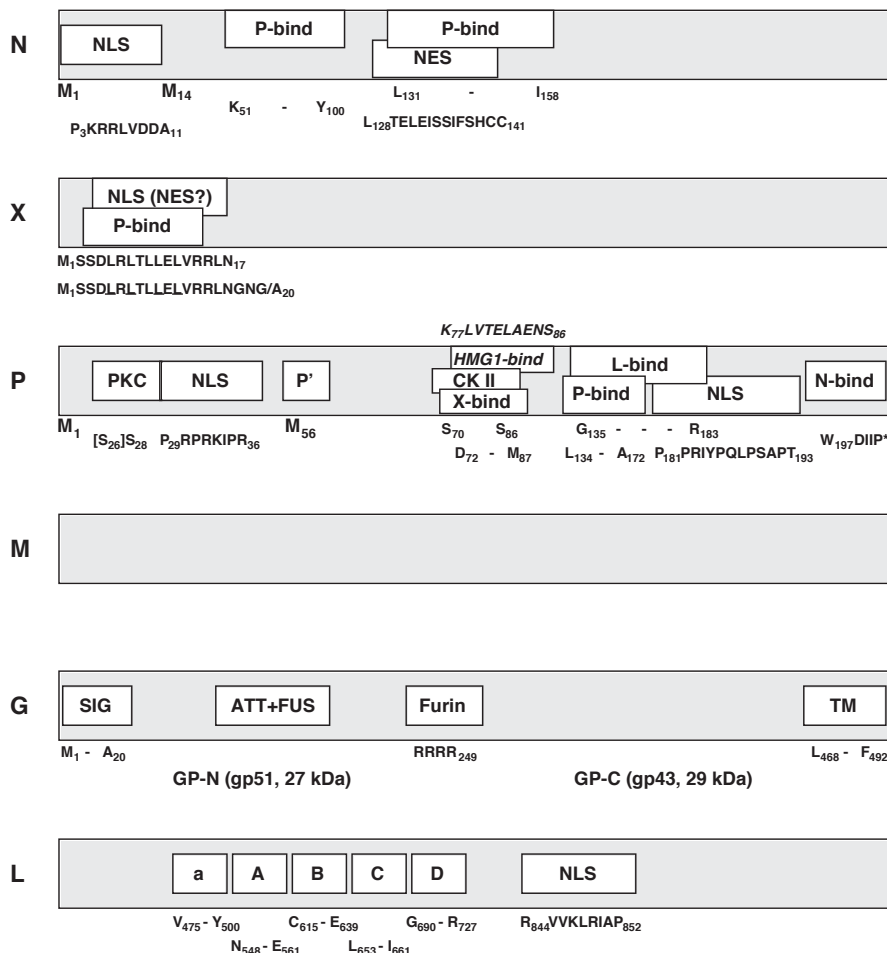 N
NLS
P-bind
P-bind
NES
M1 M14
K51 - Y100
L131 - I158
P3KRRLVDDA11
L128TELEISSIFSHCC141
X
NLS (NES?)
P-bind
M1SSDLRLTLLELVRRLN17
M1SSDLRLTLLELVRRLNGNG/A20
K77LVTELAENS86
P
PKC
NLS
P'
HMG1-bind
CK II
X-bind
L-bind
P-bind
NLS
N-bind
M1
[S26]S28
P29RPRKIPR36
M56
S70 S86
D72 - M87
G135 - - - R183
L134 - A172
P181PRIYPQLPSAPT193
W197DIIP*
M
G
SIG
ATT+FUS
Furin
TM
M1 - A20
RRRR249
L468 - F492
GP-N (gp51, 27 kDa)
GP-C (gp43, 29 kDa)
L
a
A
B
C
D
NLS
V475 - Y500
C615 - E639
G690 - R727
R844VVKLRIAP852
N548 - E561
L653 - I661